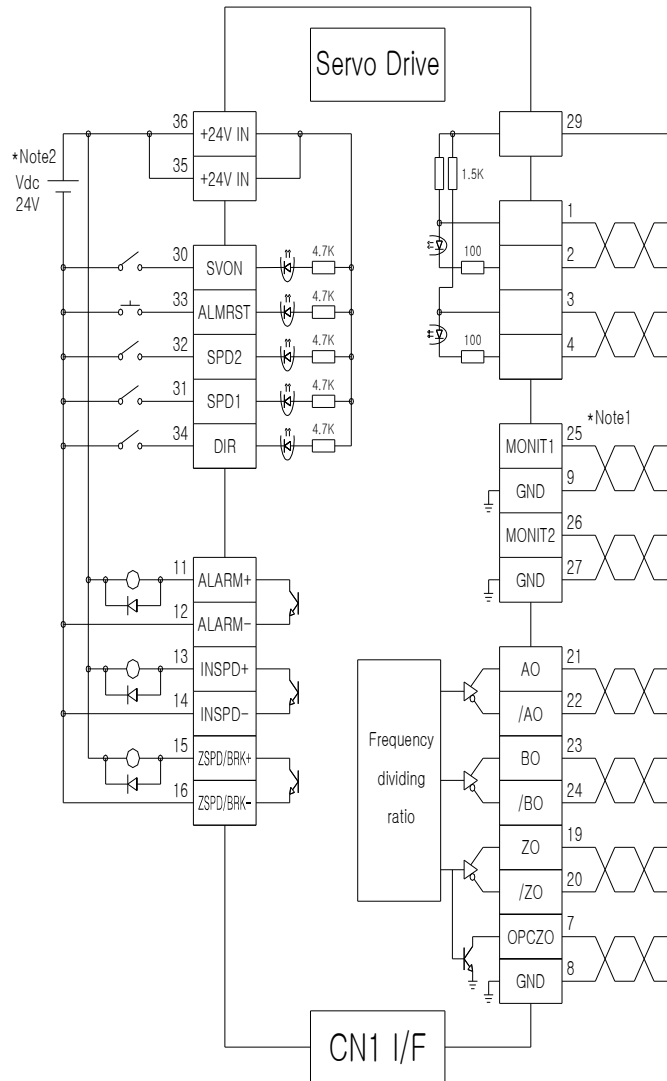 Servo Drive
*Note2
Vdc
24V
36
+24V IN
35
+24V IN
30
SVON
4.7K
33
ALMRST
4.7K
32
SPD2
4.7K
31
SPD1
4.7K
34
DIR
4.7K
11
ALARM+
12
ALARM-
13
INSPD+
14
INSPD-
15
ZSPD/BRK+
16
ZSPD/BRK-
29
1.5K
1
100
2
3
100
4
*Note1
MONIT1
25
GND
9
MONIT2
26
GND
27
Frequency
dividing
ratio
AO
21
/AO
22
BO
23
/BO
24
ZO
19
/ZO
20
OPCZO
7
GND
8
CN1 I/F